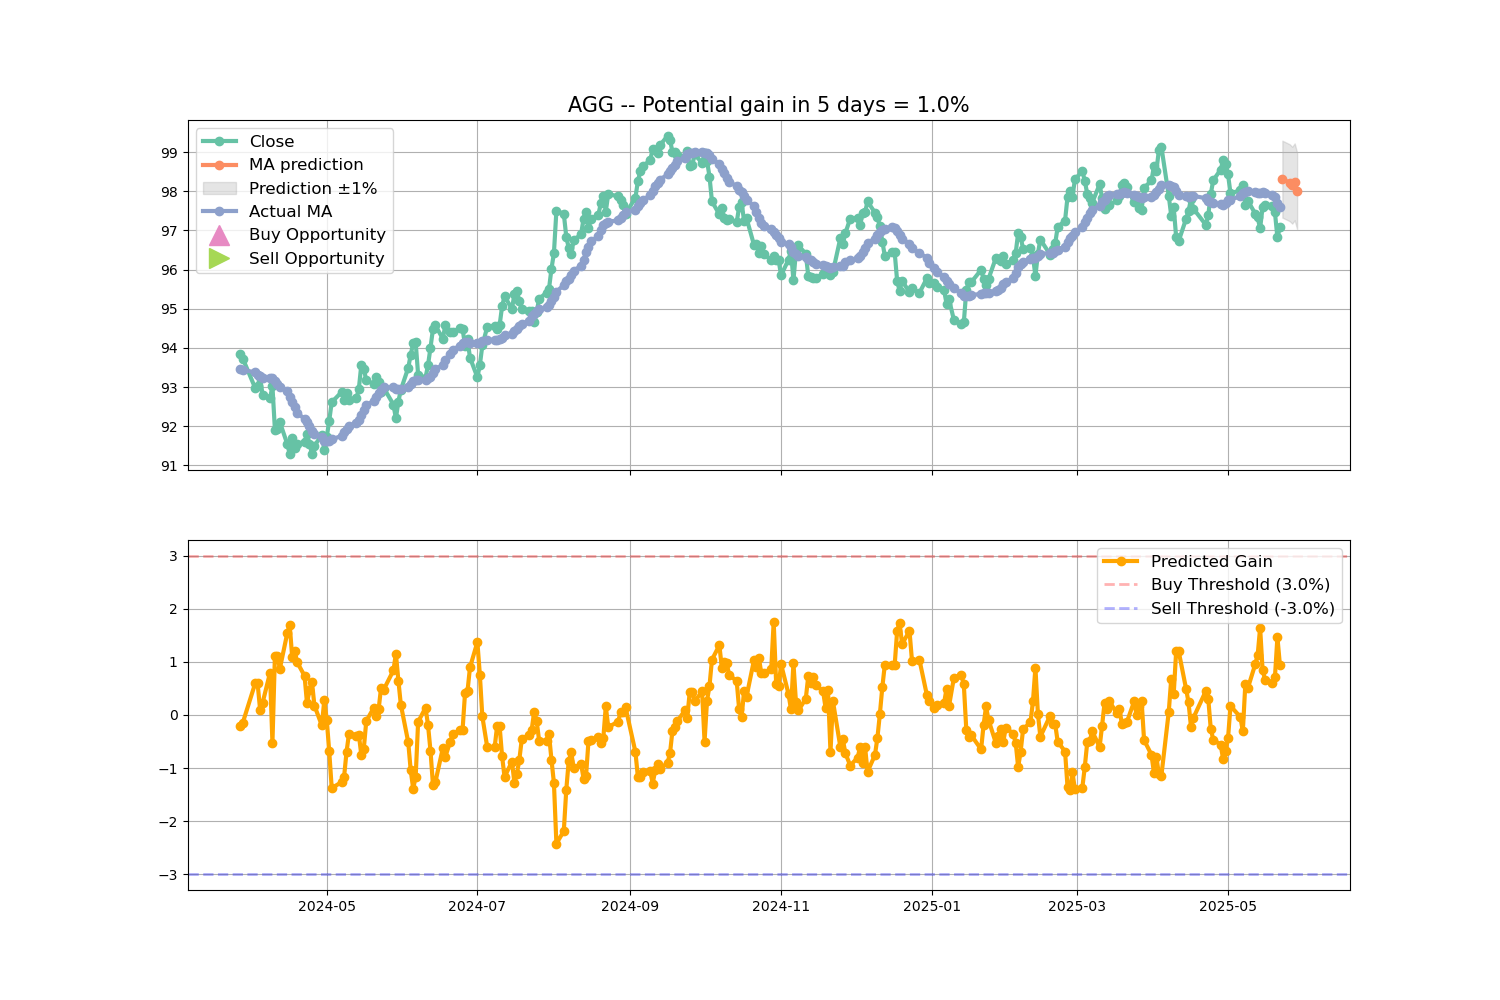 AGG -- Potential gain in 5 days = 1.0%
Close
MA prediction
Prediction ±1%
Actual MA
Buy Opportunity
Sell Opportunity
99
98
97
96
95
94
93
92
91
Predicted Gain
Buy Threshold (3.0%)
Sell Threshold (-3.0%)
3
2
1
0
−1
−2
−3
2024-05 2024-07 2024-09 2024-11 2025-01 2025-03 2025-05